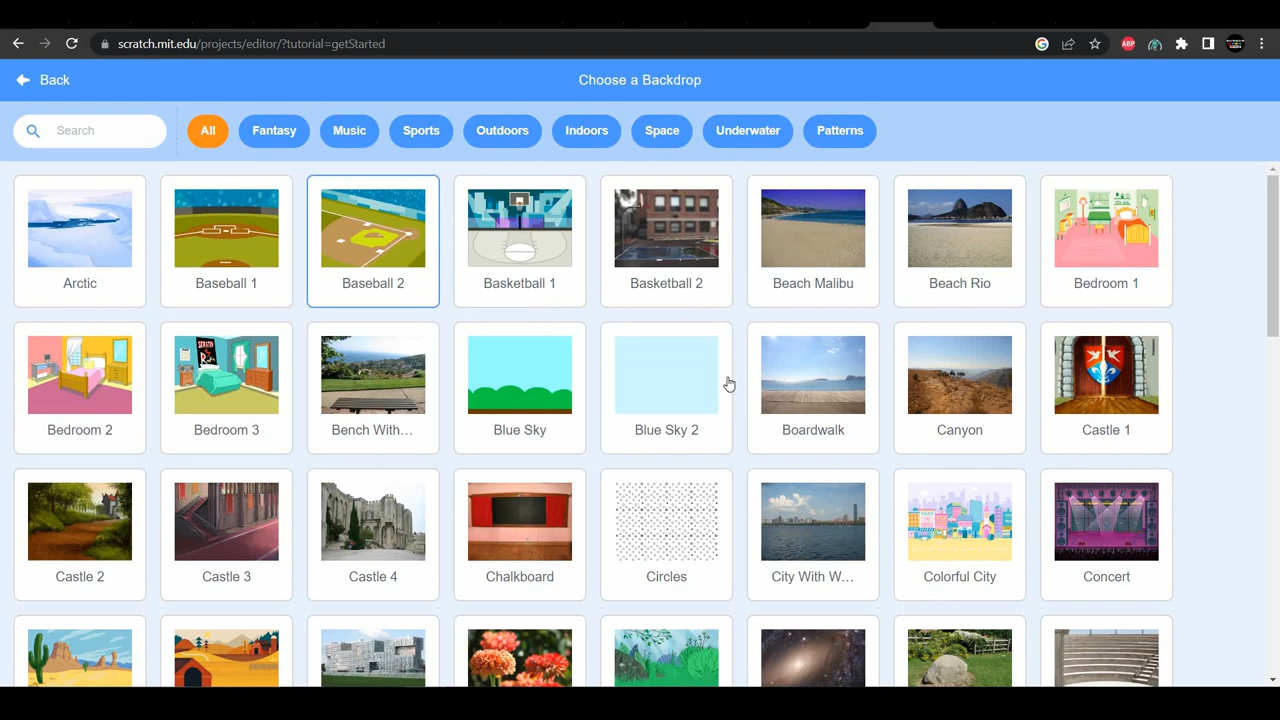 scratch.mit.edu/projects/editor/?tutorial=getStarted
ABP
Back
Choose a Backdrop
Search
All
Fantasy
Music
Sports
Outdoors
Indoors
Space
Underwater
Patterns
Arctic
Baseball 1
Baseball 2
Basketball 1
Basketball 2
Beach Malibu
Beach Rio
Bedroom 1
Bedroom 2
Bedroom 3
Bench With...
Blue Sky
Blue Sky 2
Boardwalk
Canyon
Castle 1
Castle 2
Castle 3
Castle 4
Chalkboard
Circles
City With W...
Colorful City
Concert